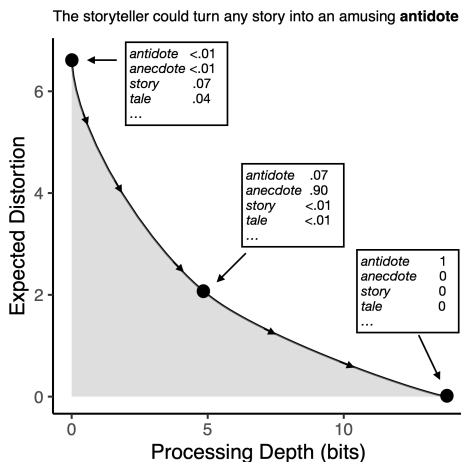 The storyteller could turn any story into an amusing antidote
antidote <.01
anecdote <.01
story .07
tale .04
...
antidote .07
anecdote .90
story <.01
tale <.01
...
antidote 1
anecdote 0
story 0
tale 0
...
Expected Distortion
6
4
2
0
0 5 10
Processing Depth (bits)